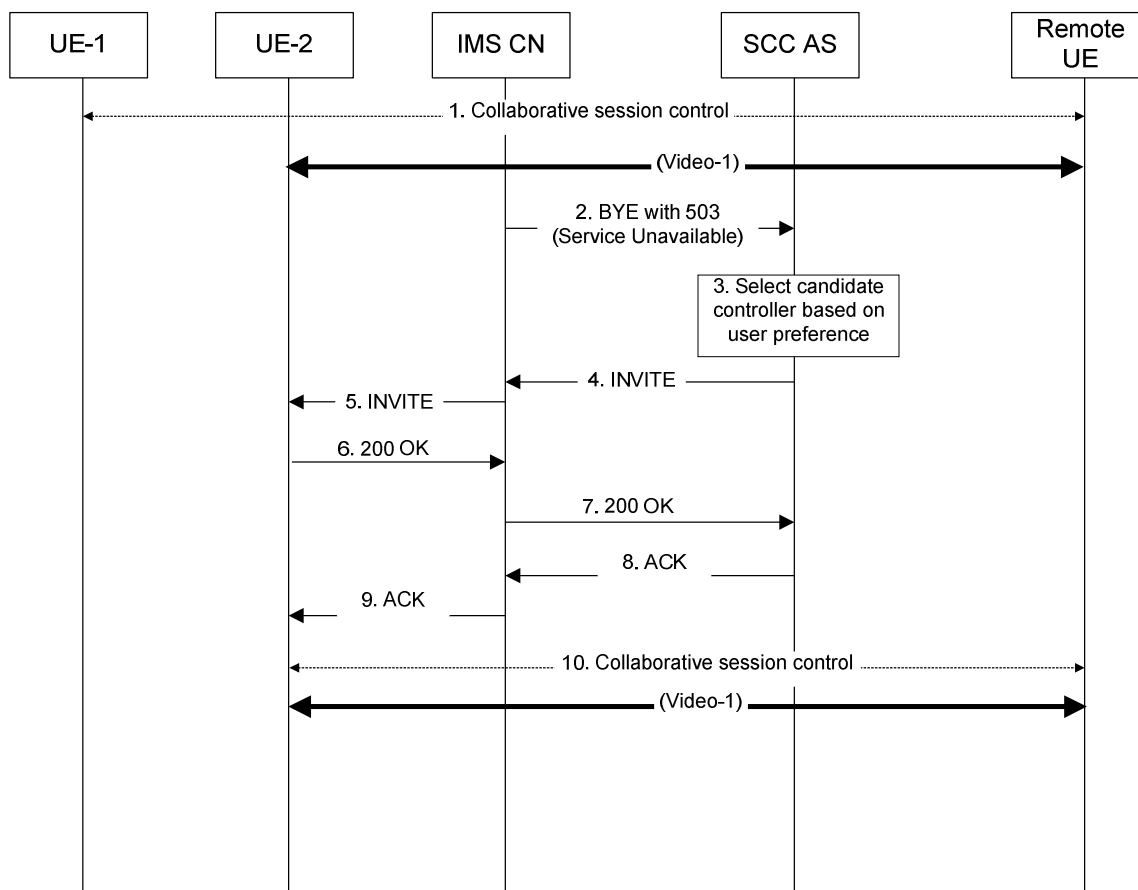 UE-1
UE-2
IMS CN
SCC AS
Remote
UE
1. Collaborative session control
(Video-1)
2. BYE with 503
(Service Unavailable)
3. Select candidate
controller based on
user preference
4. INVITE
5. INVITE
6. 200 OK
7. 200 OK
8. ACK
9. ACK
10. Collaborative session control
(Video-1)